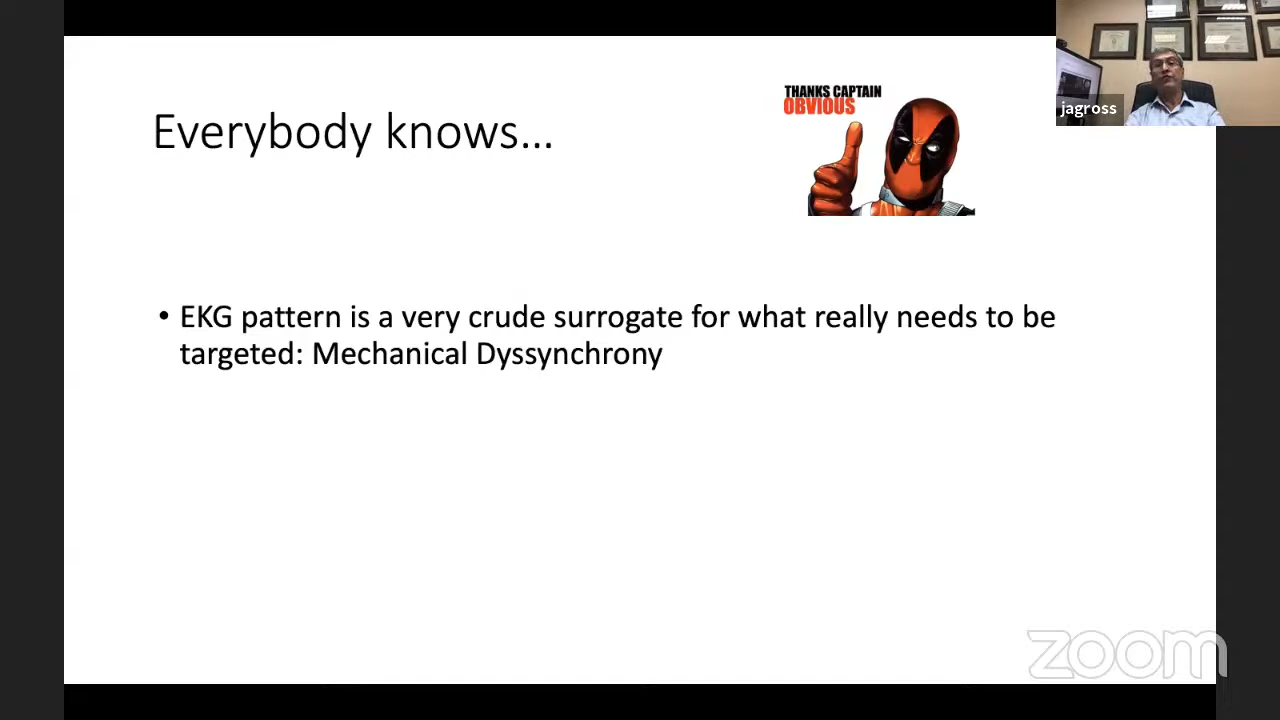 THANKS CAPTAIN
OBVIOUS
jagross
Everybody knows...
• EKG pattern is a very crude surrogate for what really needs to be
targeted: Mechanical Dyssynchrony
zoom